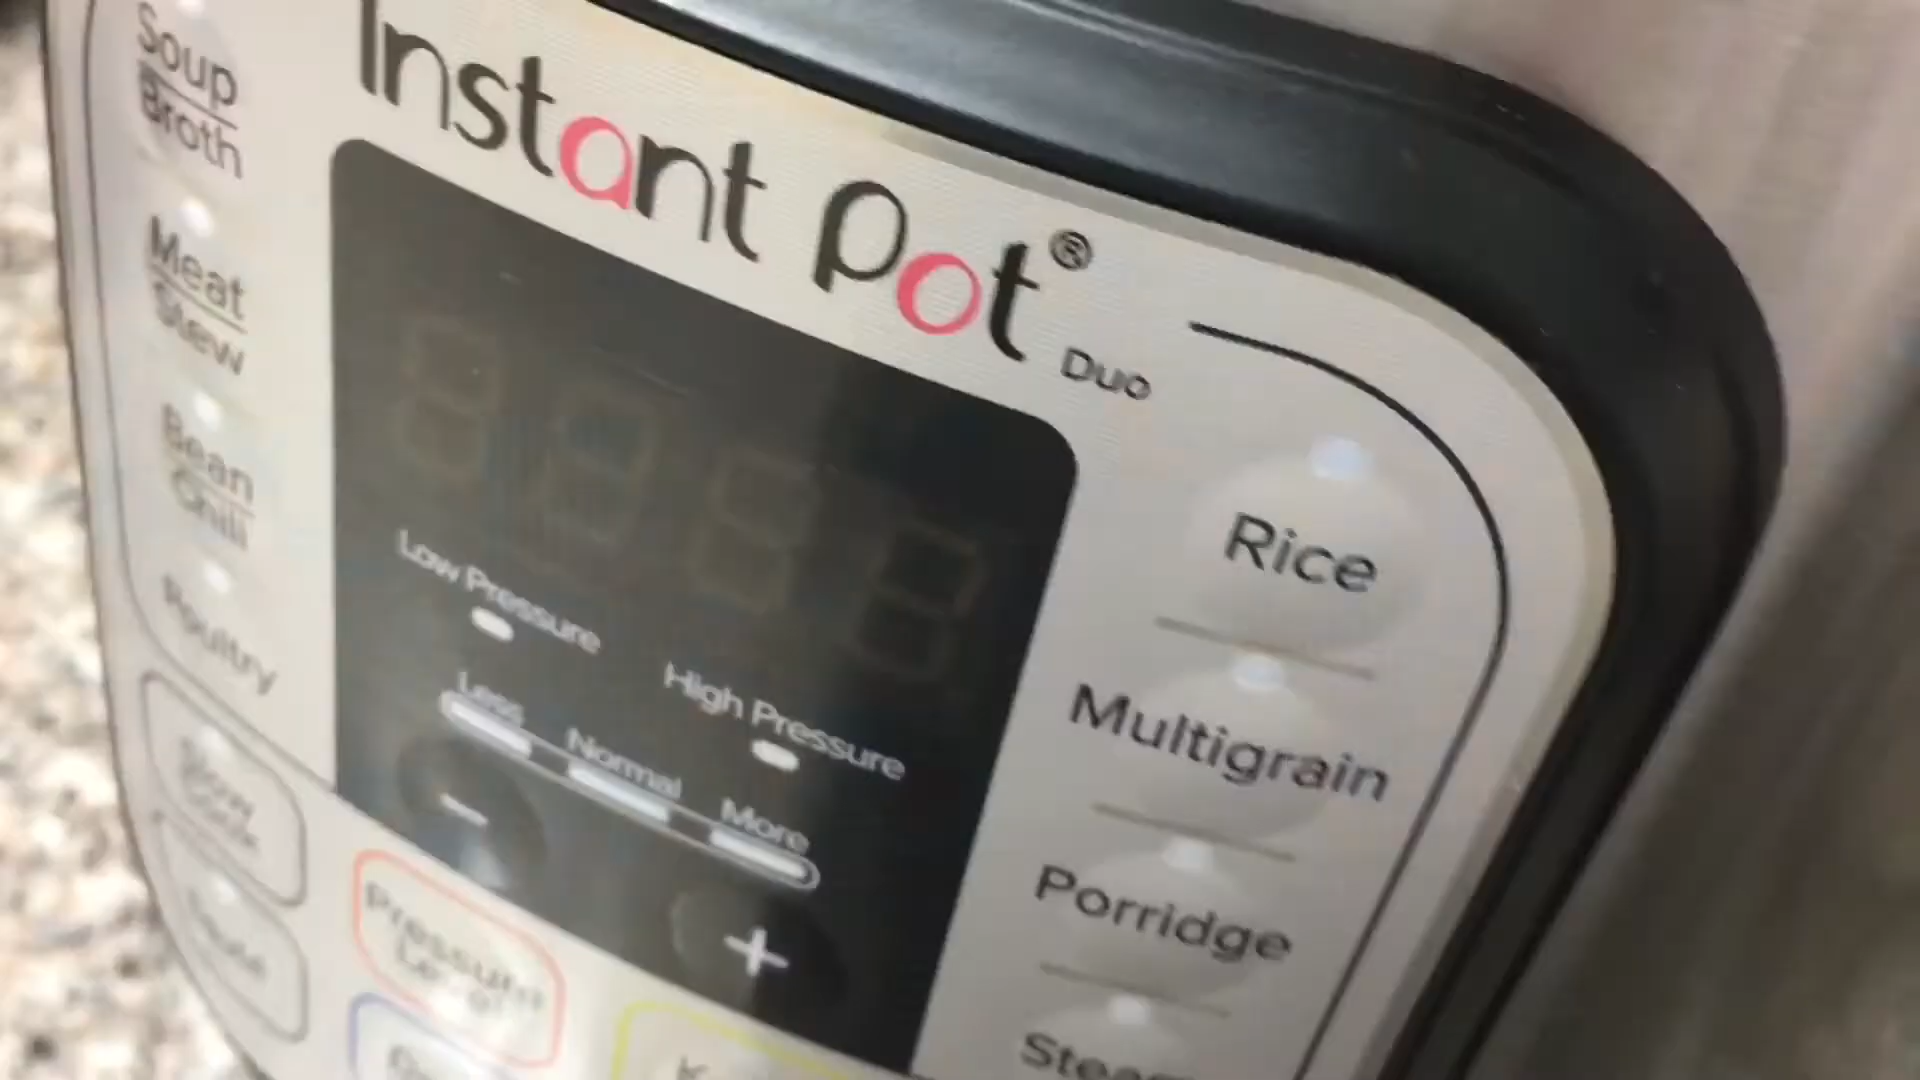 Instant Pot®
Duo
Soup
Broth
Meat
Stew
Bean
Chili
Poultry
Low Pressure
High Pressure
Less
Normal
More
−
+
Pressure
Rice
Multigrain
Porridge